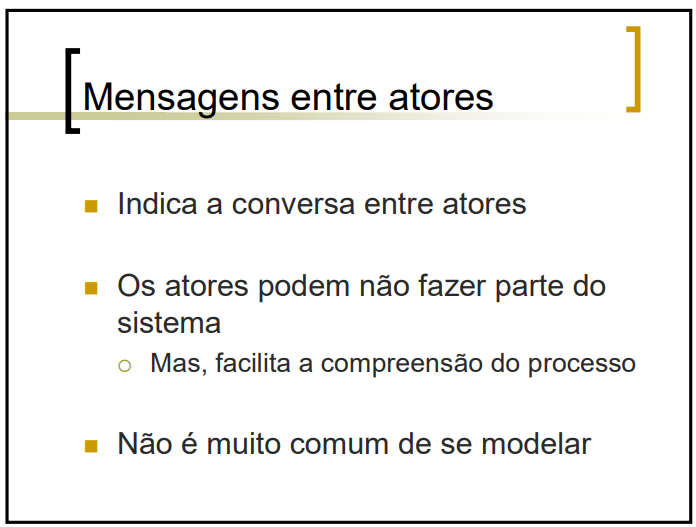 Mensagens entre atores
Indica a conversa entre atores
Os atores podem não fazer parte do
sistema
Mas, facilita a compreensão do processo
Não é muito comum de se modelar